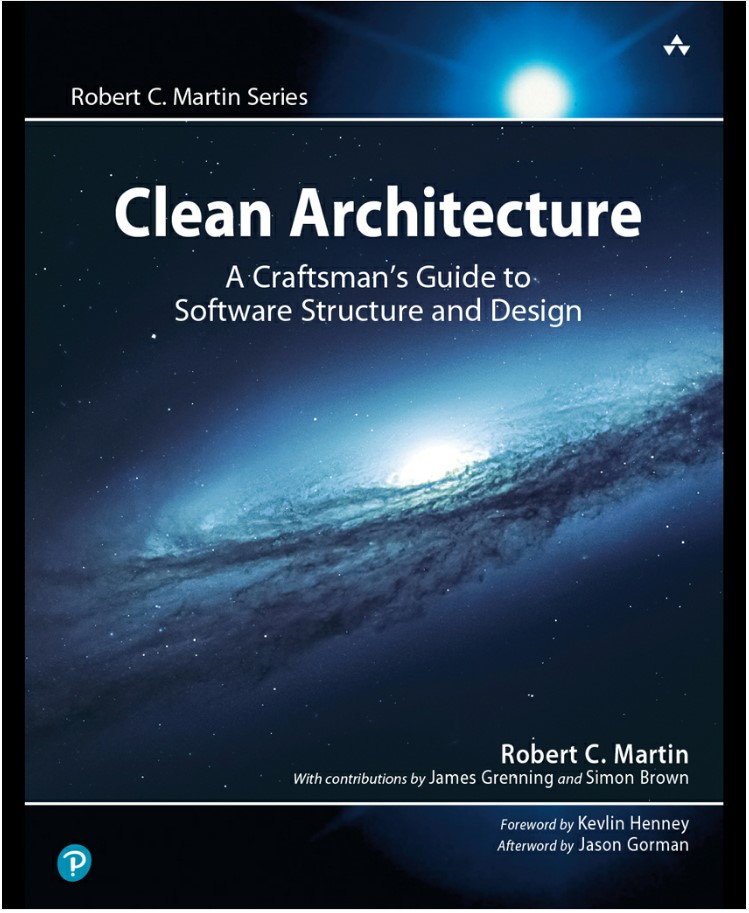 Robert C. Martin Series
Clean Architecture
A Craftsman’s Guide to
Software Structure and Design
Robert C. Martin
With contributions by James Grenning and Simon Brown
Foreword by Kevlin Henney
Afterword by Jason Gorman
P